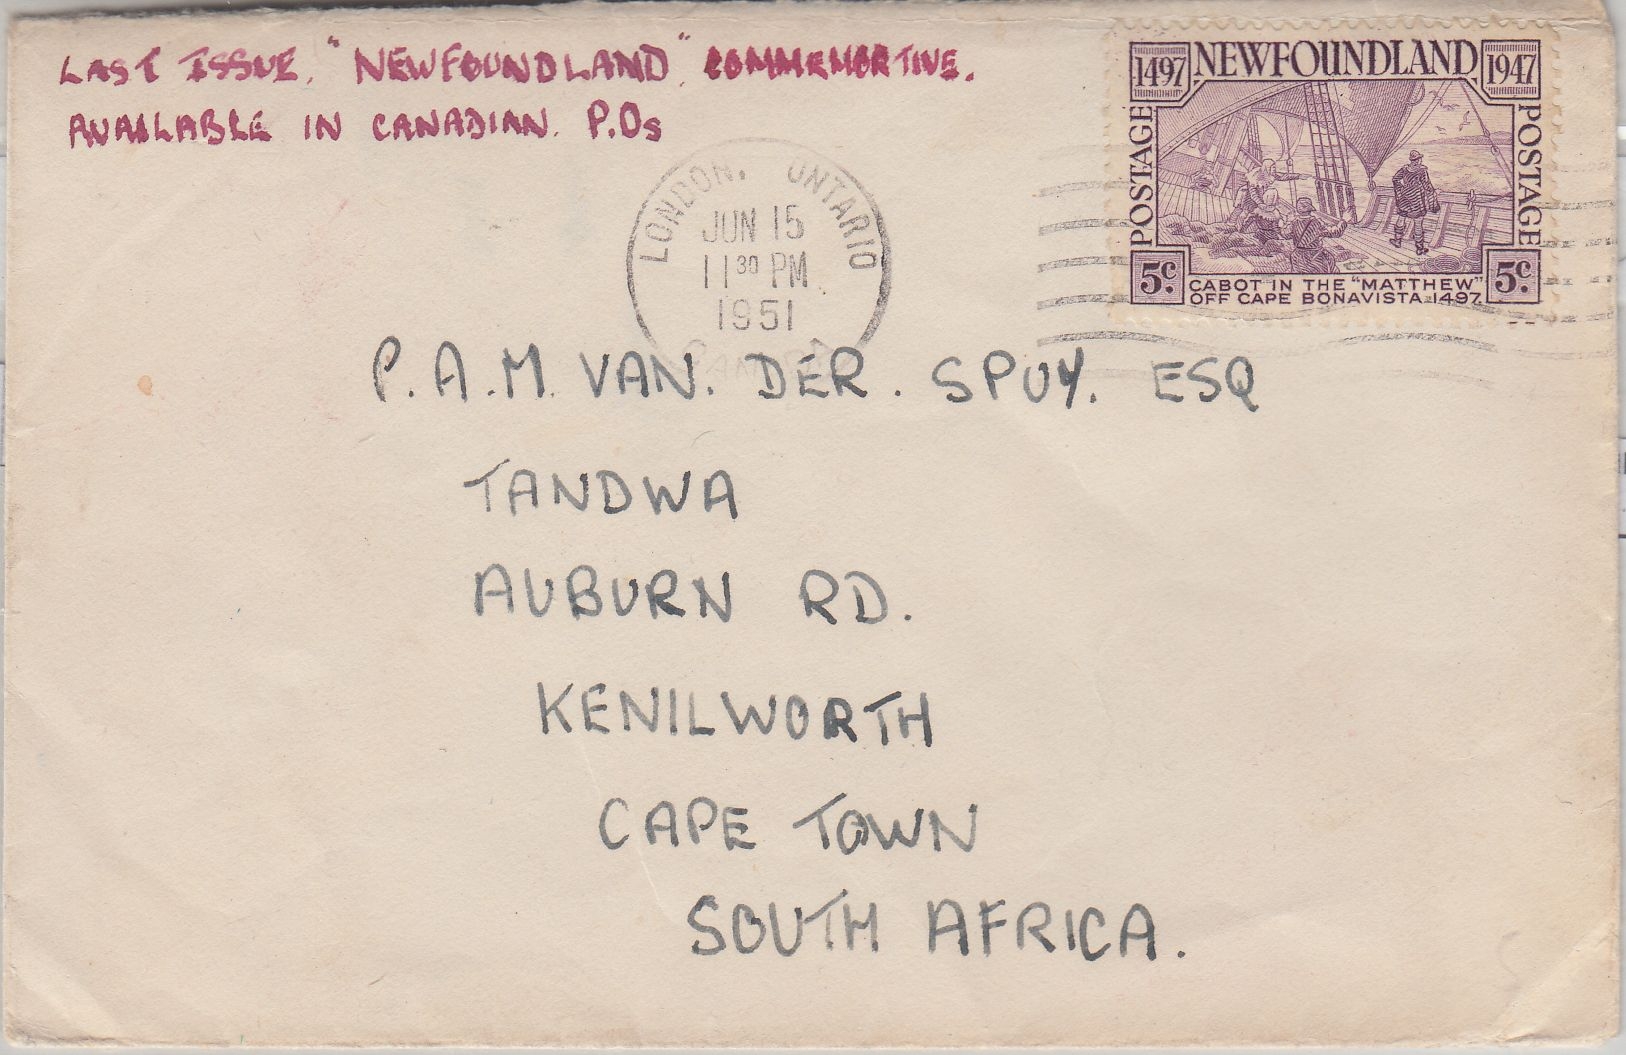 LAST ISSUE. "NEWFOUNDLAND" COMMEMORTIVE.
AVAILABLE IN CANADIAN. P.Os
1497 NEWFOUNDLAND 1947
POSTAGE
POSTAGE
5c. CABOT IN THE "MATTHEW" 5c.
OFF CAPE BONAVISTA 1497
LONDON, ONTARIO
JUN 15
11 30 PM
1951
CANADA
P. A. M. VAN. DER. SPUY. ESQ
TANDWA
AUBURN RD.
KENILWORTH
CAPE TOWN
SOUTH AFRICA.